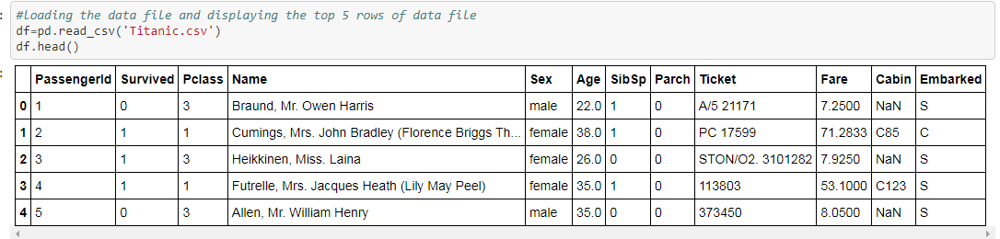 #loading the data file and displaying the top 5 rows of data file
df=pd.read_csv('Titanic.csv')
df.head()
PassengerId Survived Pclass Name Sex Age SibSp Parch Ticket Fare Cabin Embarked
0 1 0 3 Braund, Mr. Owen Harris male 22.0 1 0 A/5 21171 7.2500 NaN S
1 2 1 1 Cumings, Mrs. John Bradley (Florence Briggs Th... female 38.0 1 0 PC 17599 71.2833 C85 C
2 3 1 3 Heikkinen, Miss. Laina female 26.0 0 0 STON/O2. 3101282 7.9250 NaN S
3 4 1 1 Futrelle, Mrs. Jacques Heath (Lily May Peel) female 35.0 1 0 113803 53.1000 C123 S
4 5 0 3 Allen, Mr. William Henry male 35.0 0 0 373450 8.0500 NaN S